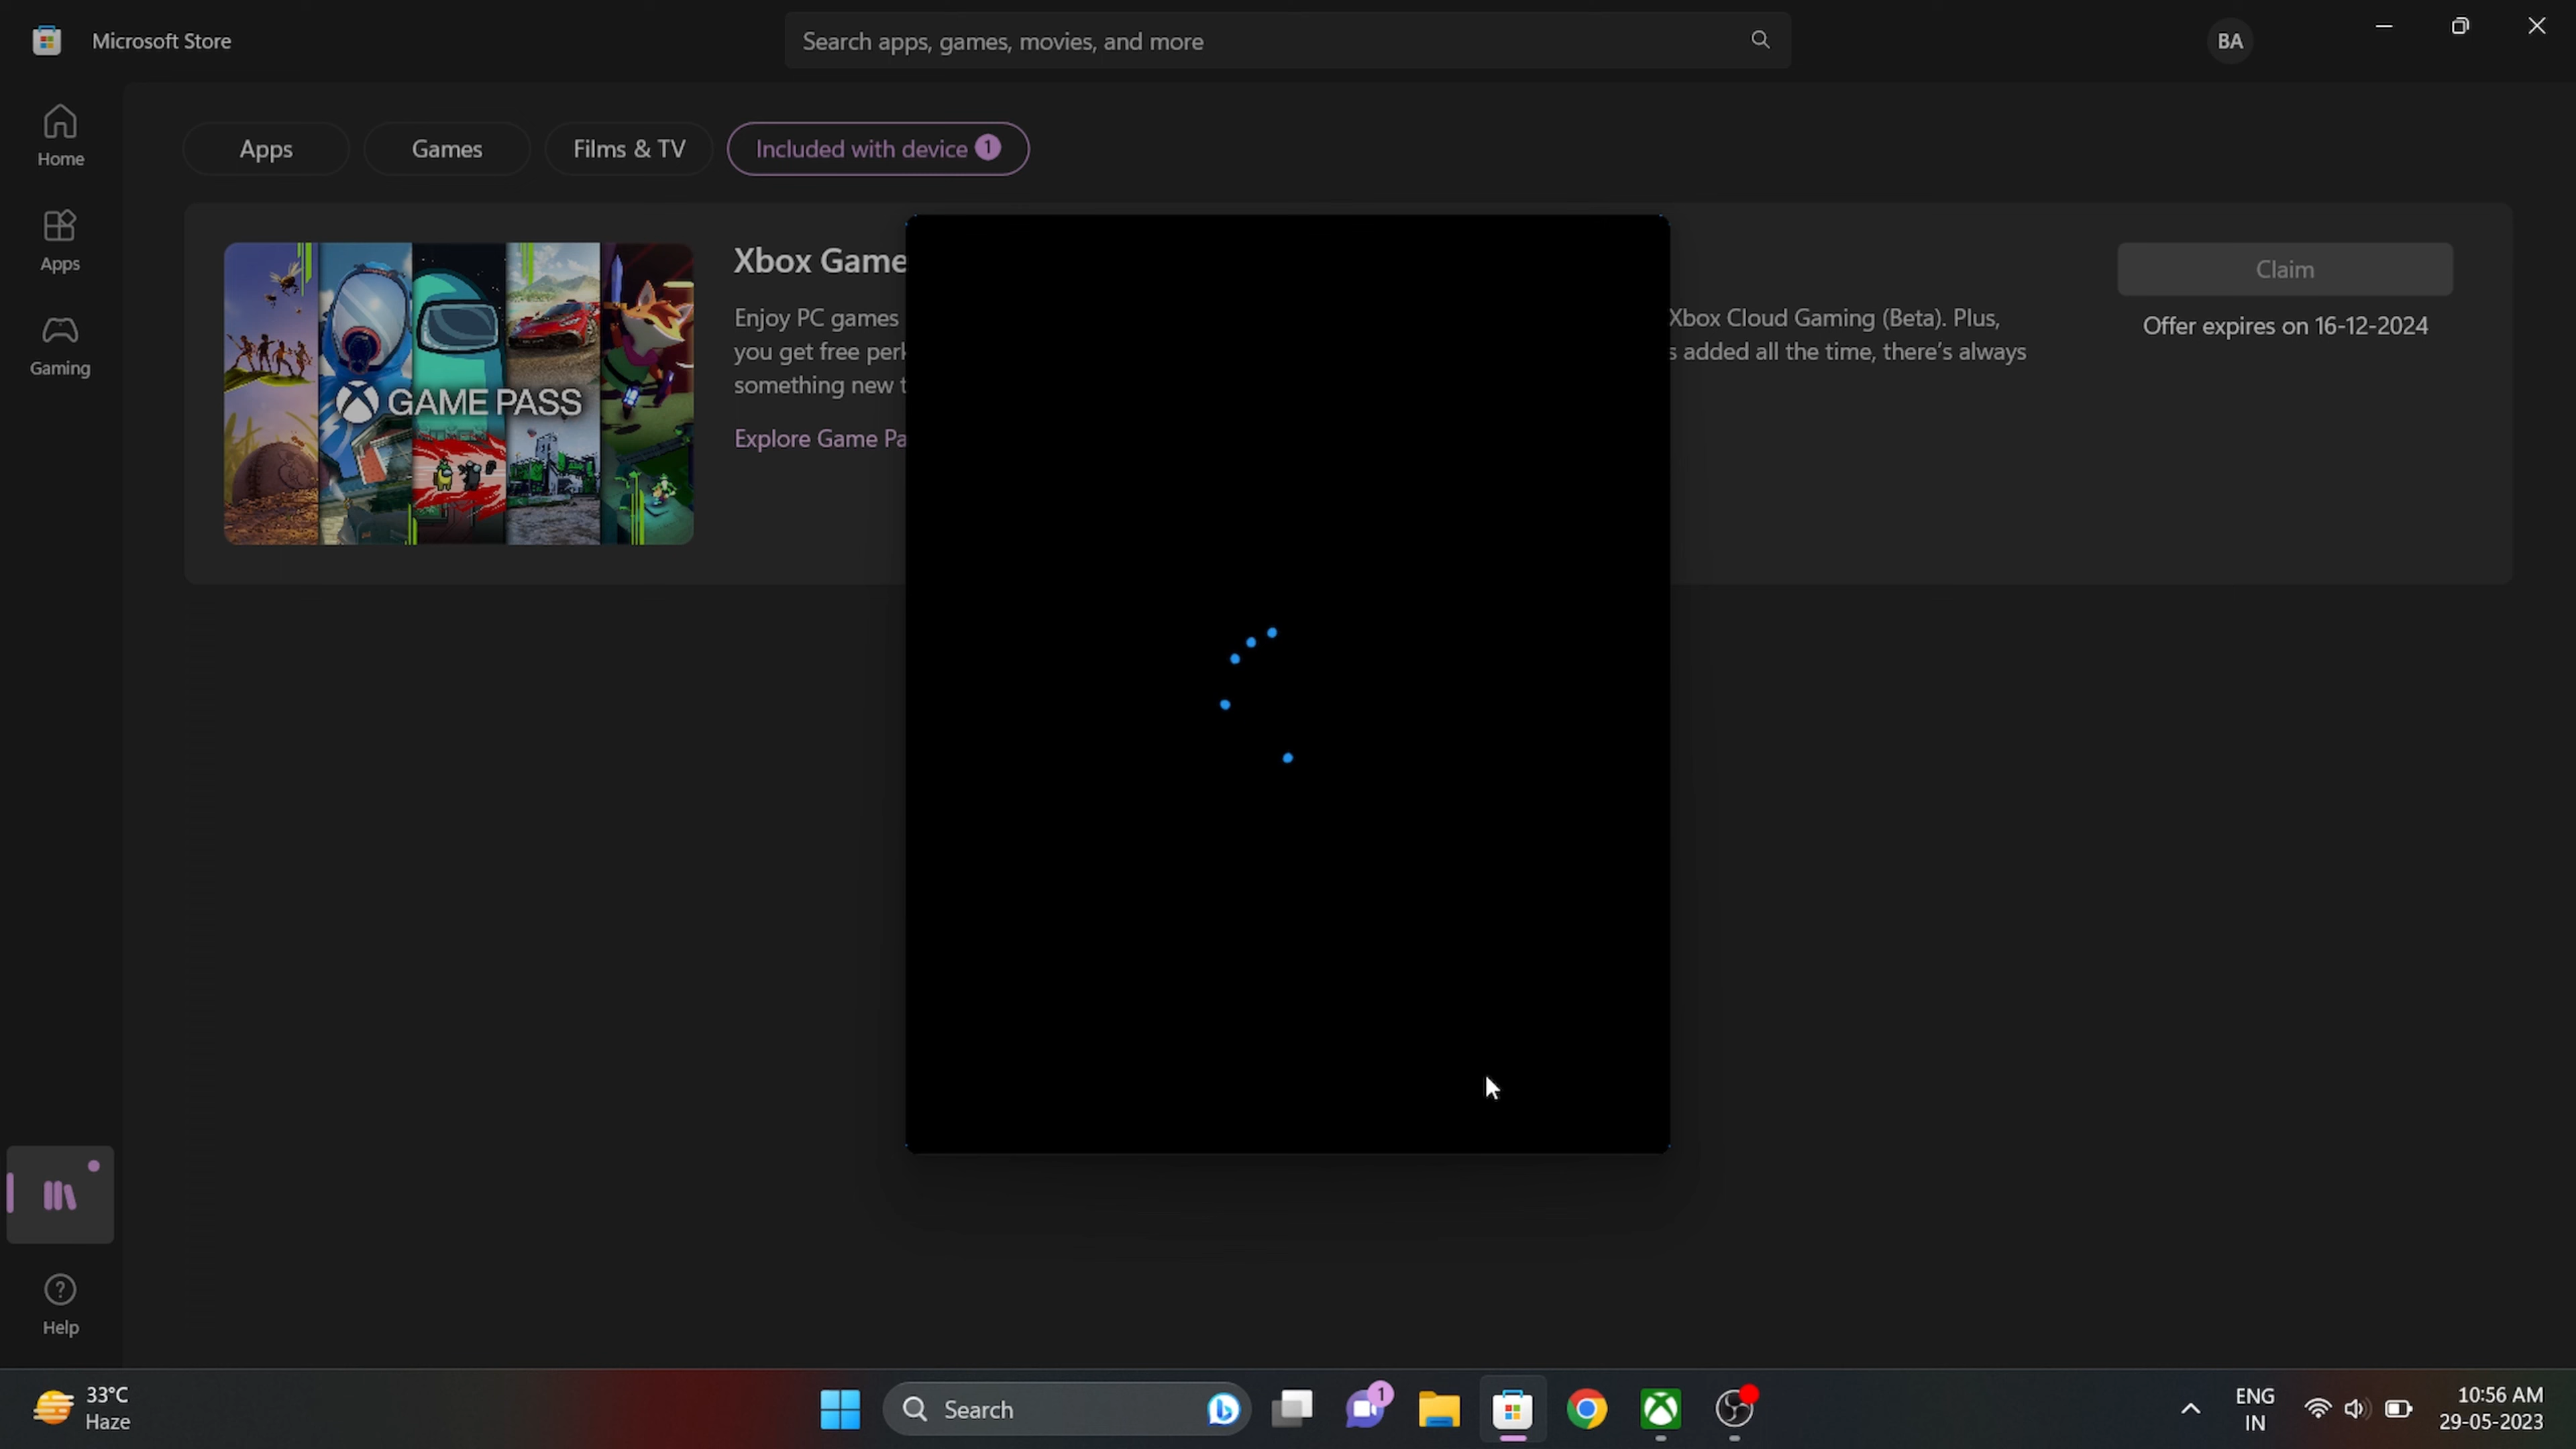 Microsoft Store
Search apps, games, movies, and more
BA
Home
Apps
Gaming
Help
Apps
Games
Films & TV
Included with device 1
GAME PASS
Xbox Game
Enjoy PC games
Xbox Cloud Gaming (Beta). Plus,
you get free per
added all the time, there's always
something new
Explore Game Pa
Claim
Offer expires on 16-12-2024
33°C
Haze
Search
1
ENG
IN
10:56 AM
29-05-2023